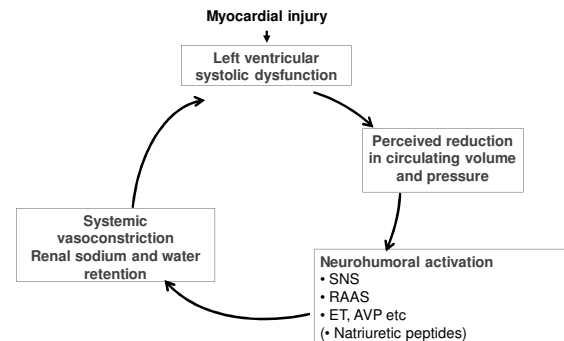 Myocardial injury
Left ventricular
systolic dysfunction
Perceived reduction
in circulating volume
and pressure
Neurohumoral activation
• SNS
• RAAS
• ET, AVP etc
(• Natriuretic peptides)
Systemic
vasoconstriction
Renal sodium and water
retention